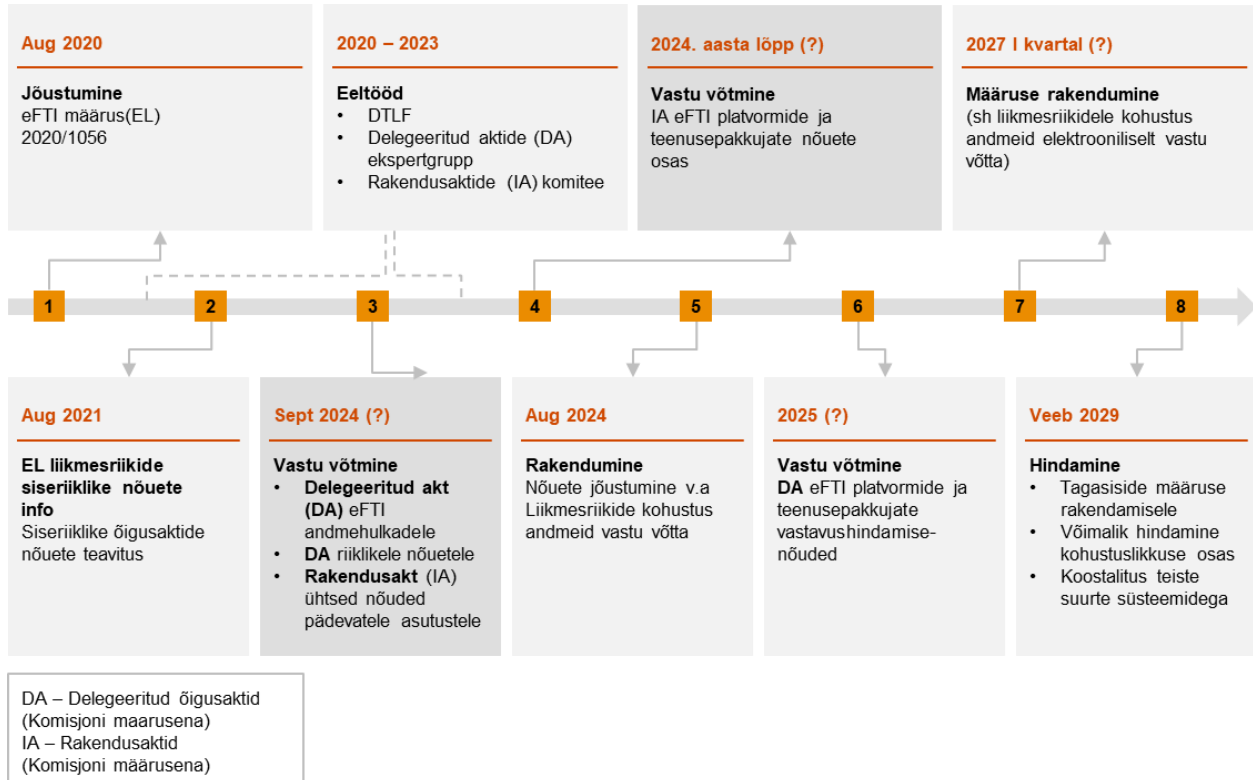 Aug 2020
Jõustumine
eFTI määrus(EL)
2020/1056
2020 – 2023
Eeltööd
• DTLF
• Delegeeritud aktide (DA)
ekspertgrupp
• Rakendusaktide (IA) komitee
2024. aasta lõpp (?)
Vastu võtmine
IA eFTI platvormide ja
teenusepakkujate nõuete
osas
2027 I kvartal (?)
Määruse rakendumine
(sh liikmesriikidele kohustus
andmeid elektrooniliselt vastu
võtta)
1
2
3
4
5
6
7
8
Aug 2021
EL liikmesriikide
siseriiklike nõuete
info
Siseriiklike õigusaktide
nõuete teavitus
Sept 2024 (?)
Vastu võtmine
• Delegeeritud akt
(DA) eFTI
andmehulkadele
• DA riiklikele nõuetele
• Rakendusakt (IA)
ühtsed nõuded
pädevatele asutustele
Aug 2024
Rakendumine
Nõuete jõustumine v.a
Liikmesriikide kohustus
andmeid vastu võtta
2025 (?)
Vastu võtmine
DA eFTI platvormide ja
teenusepakkujate
vastavushindamise-
nõuded
Veeb 2029
Hindamine
• Tagasiside määruse
rakendamisele
• Võimalik hindamine
kohustuslikkuse osas
• Koostalitus teiste
suurte süsteemidega
DA – Delegeeritud õigusaktid
(Komisjoni maarusena)
IA – Rakendusaktid
(Komisjoni määrusena)